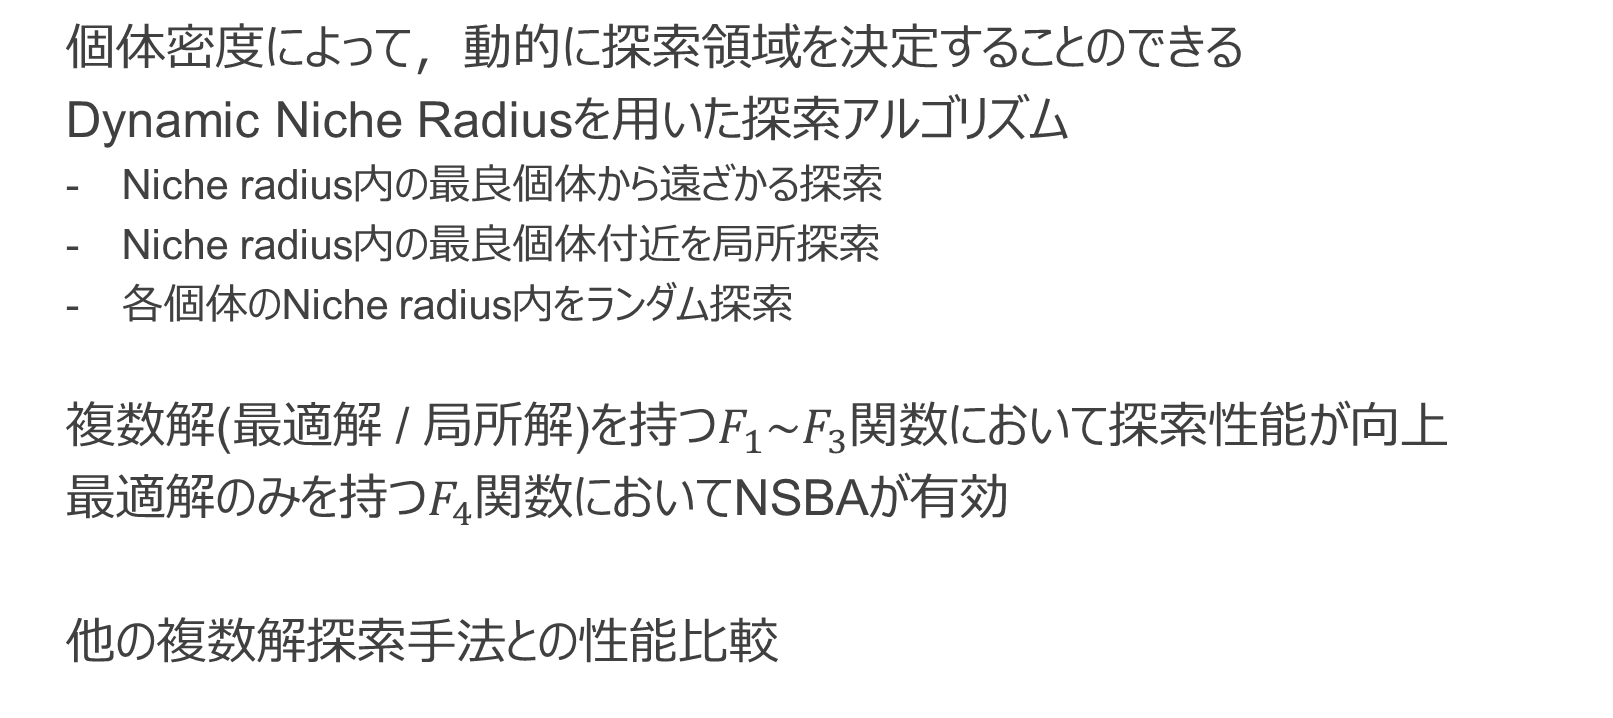 個体密度によって，動的に探索領域を決定することのできる
Dynamic Niche Radiusを用いた探索アルゴリズム
- Niche radius内の最良個体から遠ざかる探索
- Niche radius内の最良個体付近を局所探索
- 各個体のNiche radius内をランダム探索
複数解(最適解 / 局所解)を持つF₁~F₃関数において探索性能が向上
最適解のみを持つF₄関数においてNSBAが有効
他の複数解探索手法との性能比較